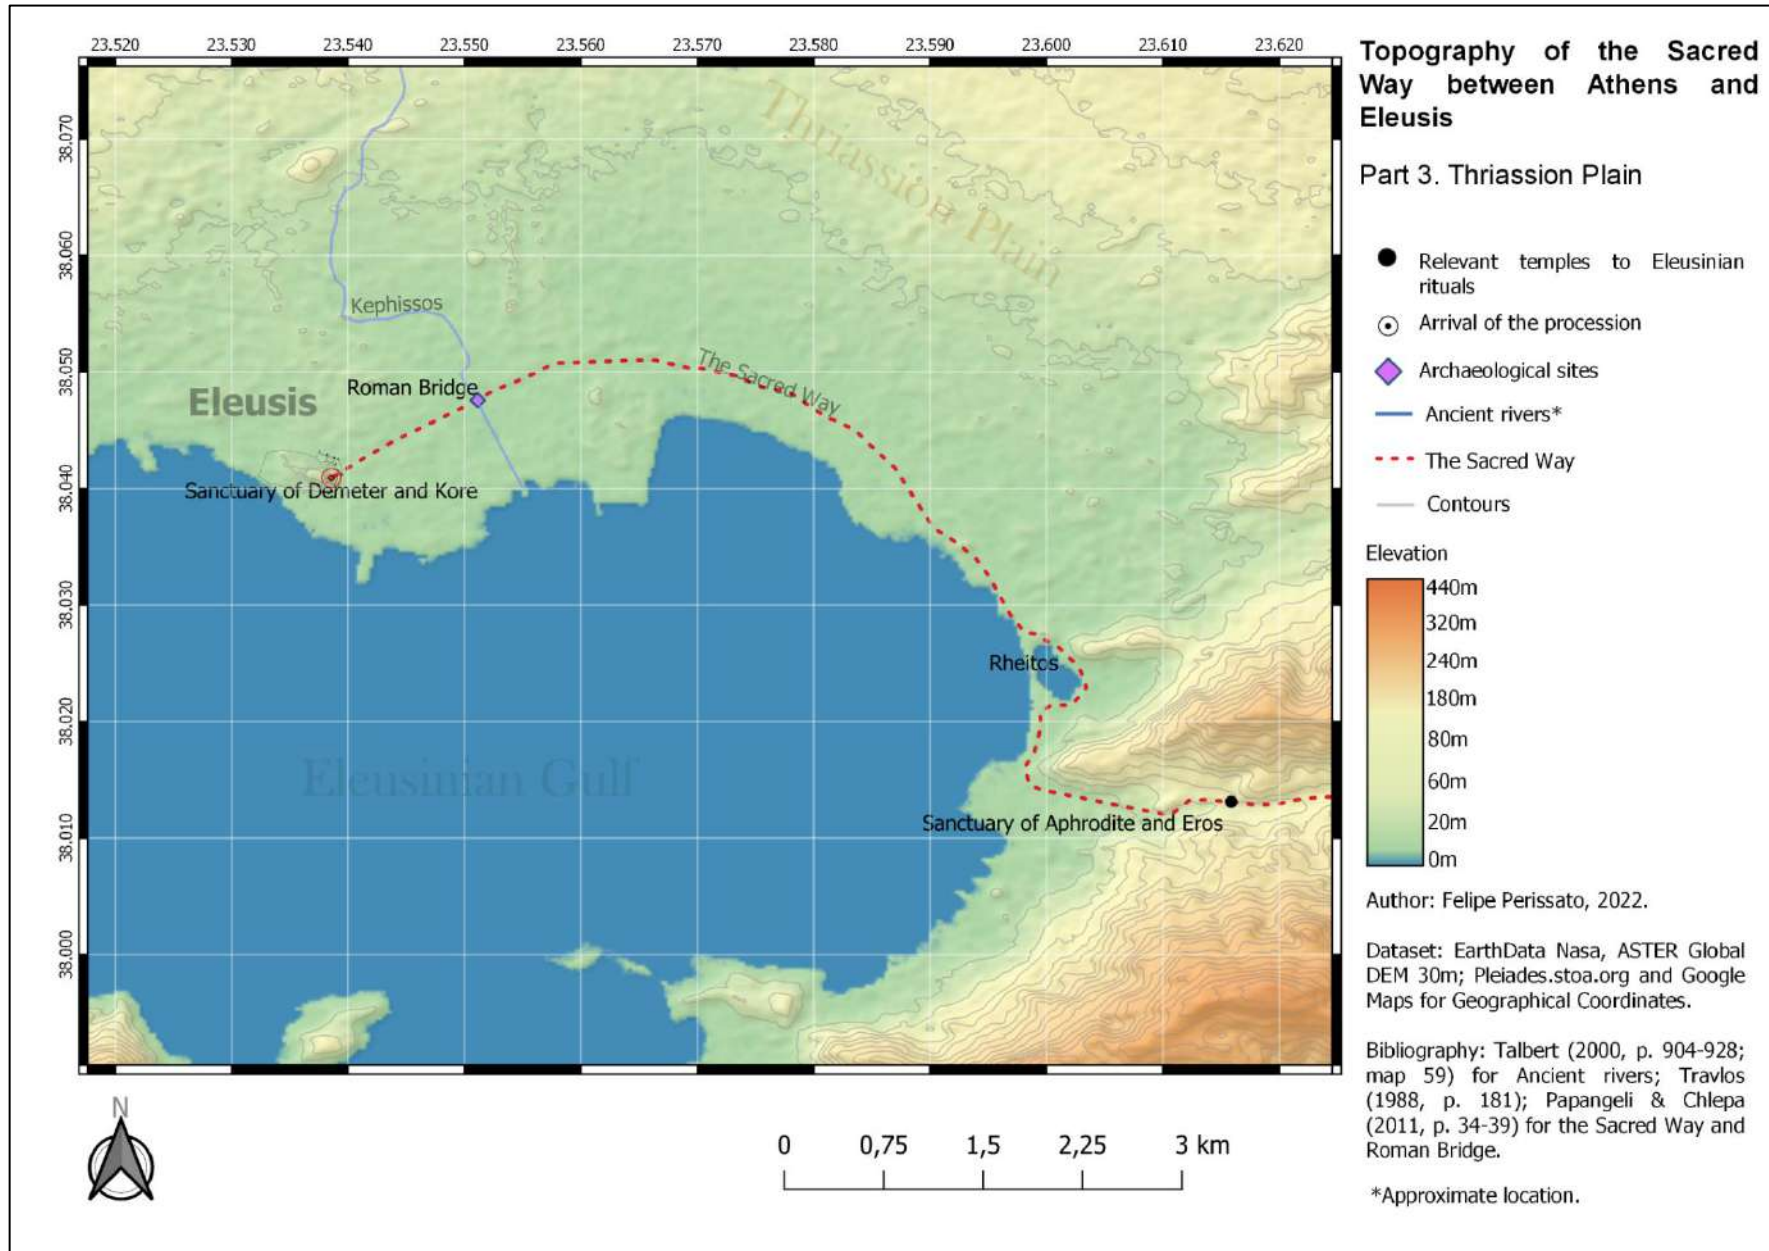 23.520 23.530 23.540 23.550 23.560 23.570 23.580 23.590 23.600 23.610 23.620
38.070
38.060
38.050
38.040
38.030
38.020
38.010
38.000
Thriassion Plain
Kephissos
The Sacred Way
Roman Bridge
Eleusis
Sanctuary of Demeter and Kore
Rheitos
Eleusinian Gulf
Sanctuary of Aphrodite and Eros
N
0 0,75 1,5 2,25 3 km
Topography of the Sacred
Way between Athens and
Eleusis
Part 3. Thriassion Plain
Relevant temples to Eleusinian
rituals
Arrival of the procession
Archaeological sites
Ancient rivers*
The Sacred Way
Contours
Elevation
440m
320m
240m
180m
80m
60m
20m
0m
Author: Felipe Perissato, 2022.
Dataset: EarthData Nasa, ASTER Global
DEM 30m; Pleiades.stoa.org and Google
Maps for Geographical Coordinates.
Bibliography: Talbert (2000, p. 904-928;
map 59) for Ancient rivers; Travlos
(1988, p. 181); Papangeli & Chlepa
(2011, p. 34-39) for the Sacred Way and
Roman Bridge.
*Approximate location.